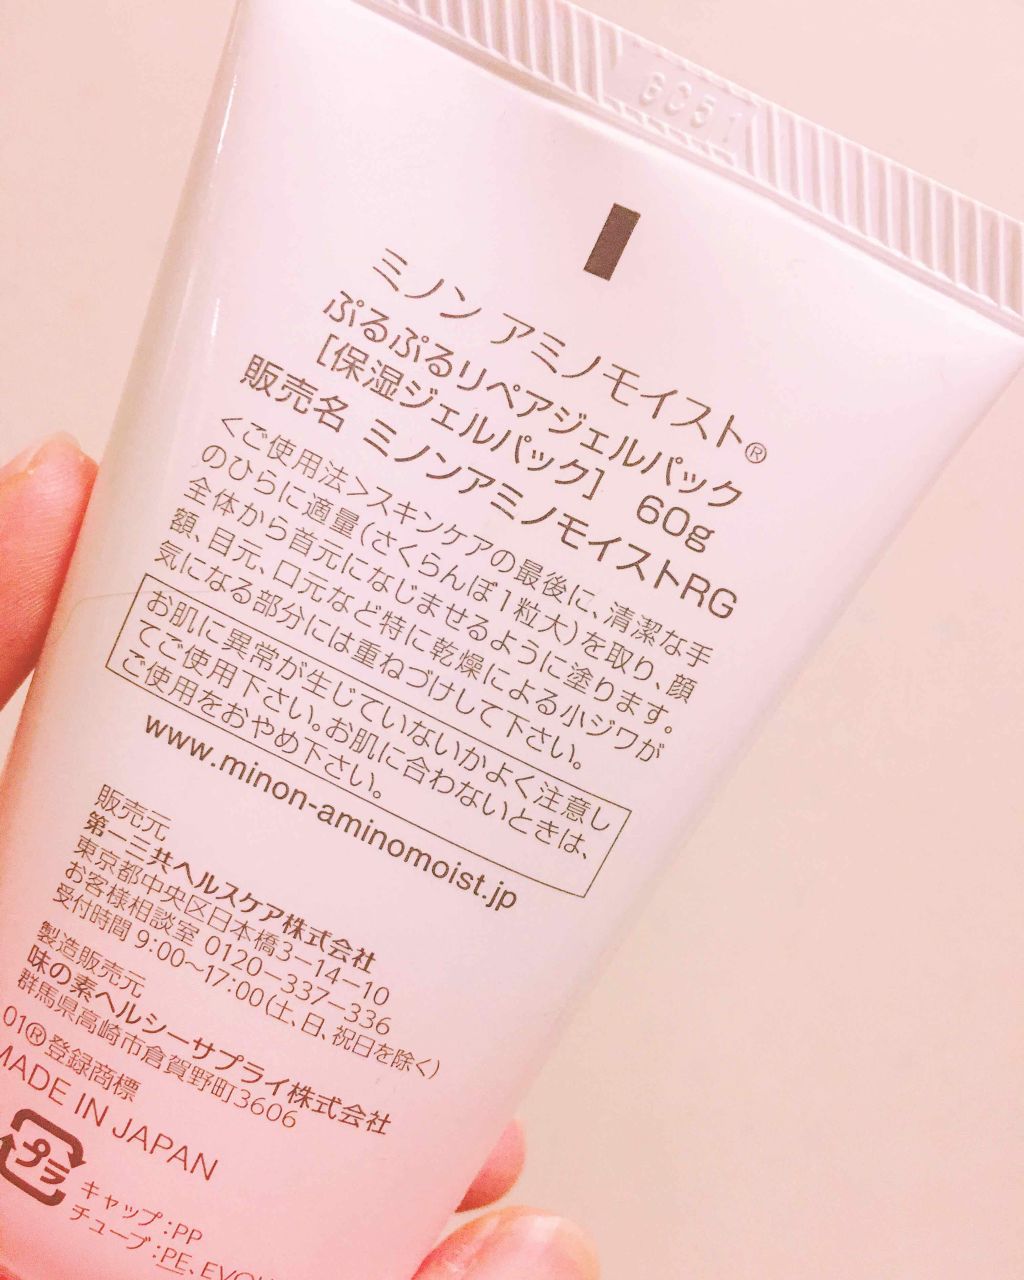 ミノン アミノモイスト®
ぷるぷるリペアジェルパック
[保湿ジェルパック] 60g
販売名 ミノンアミノモイストRG
<ご使用法>スキンケアの最後に、清潔な手
のひらに適量(さくらんぼ1粒大)を取り、顔
全体から首元になじませるように塗ります。
額、目元、口元など特に乾燥による小ジワが
気になる部分には重ねづけして下さい。
お肌に異常が生じていないかよく注意し
てご使用下さい。お肌に合わないときは、
ご使用をおやめ下さい。
www.minon-aminomoist.jp
販売元
第一三共ヘルスケア株式会社
東京都中央区日本橋3-14-10
お客様相談室 0120-337-336
受付時間 9:00~17:00(土、日、祝日を除く)
製造販売元
味の素ヘルシーサプライ株式会社
群馬県高崎市倉賀野町3606
01®登録商標
MADE IN JAPAN
プラ
キャップ:PP
チューブ:PE、